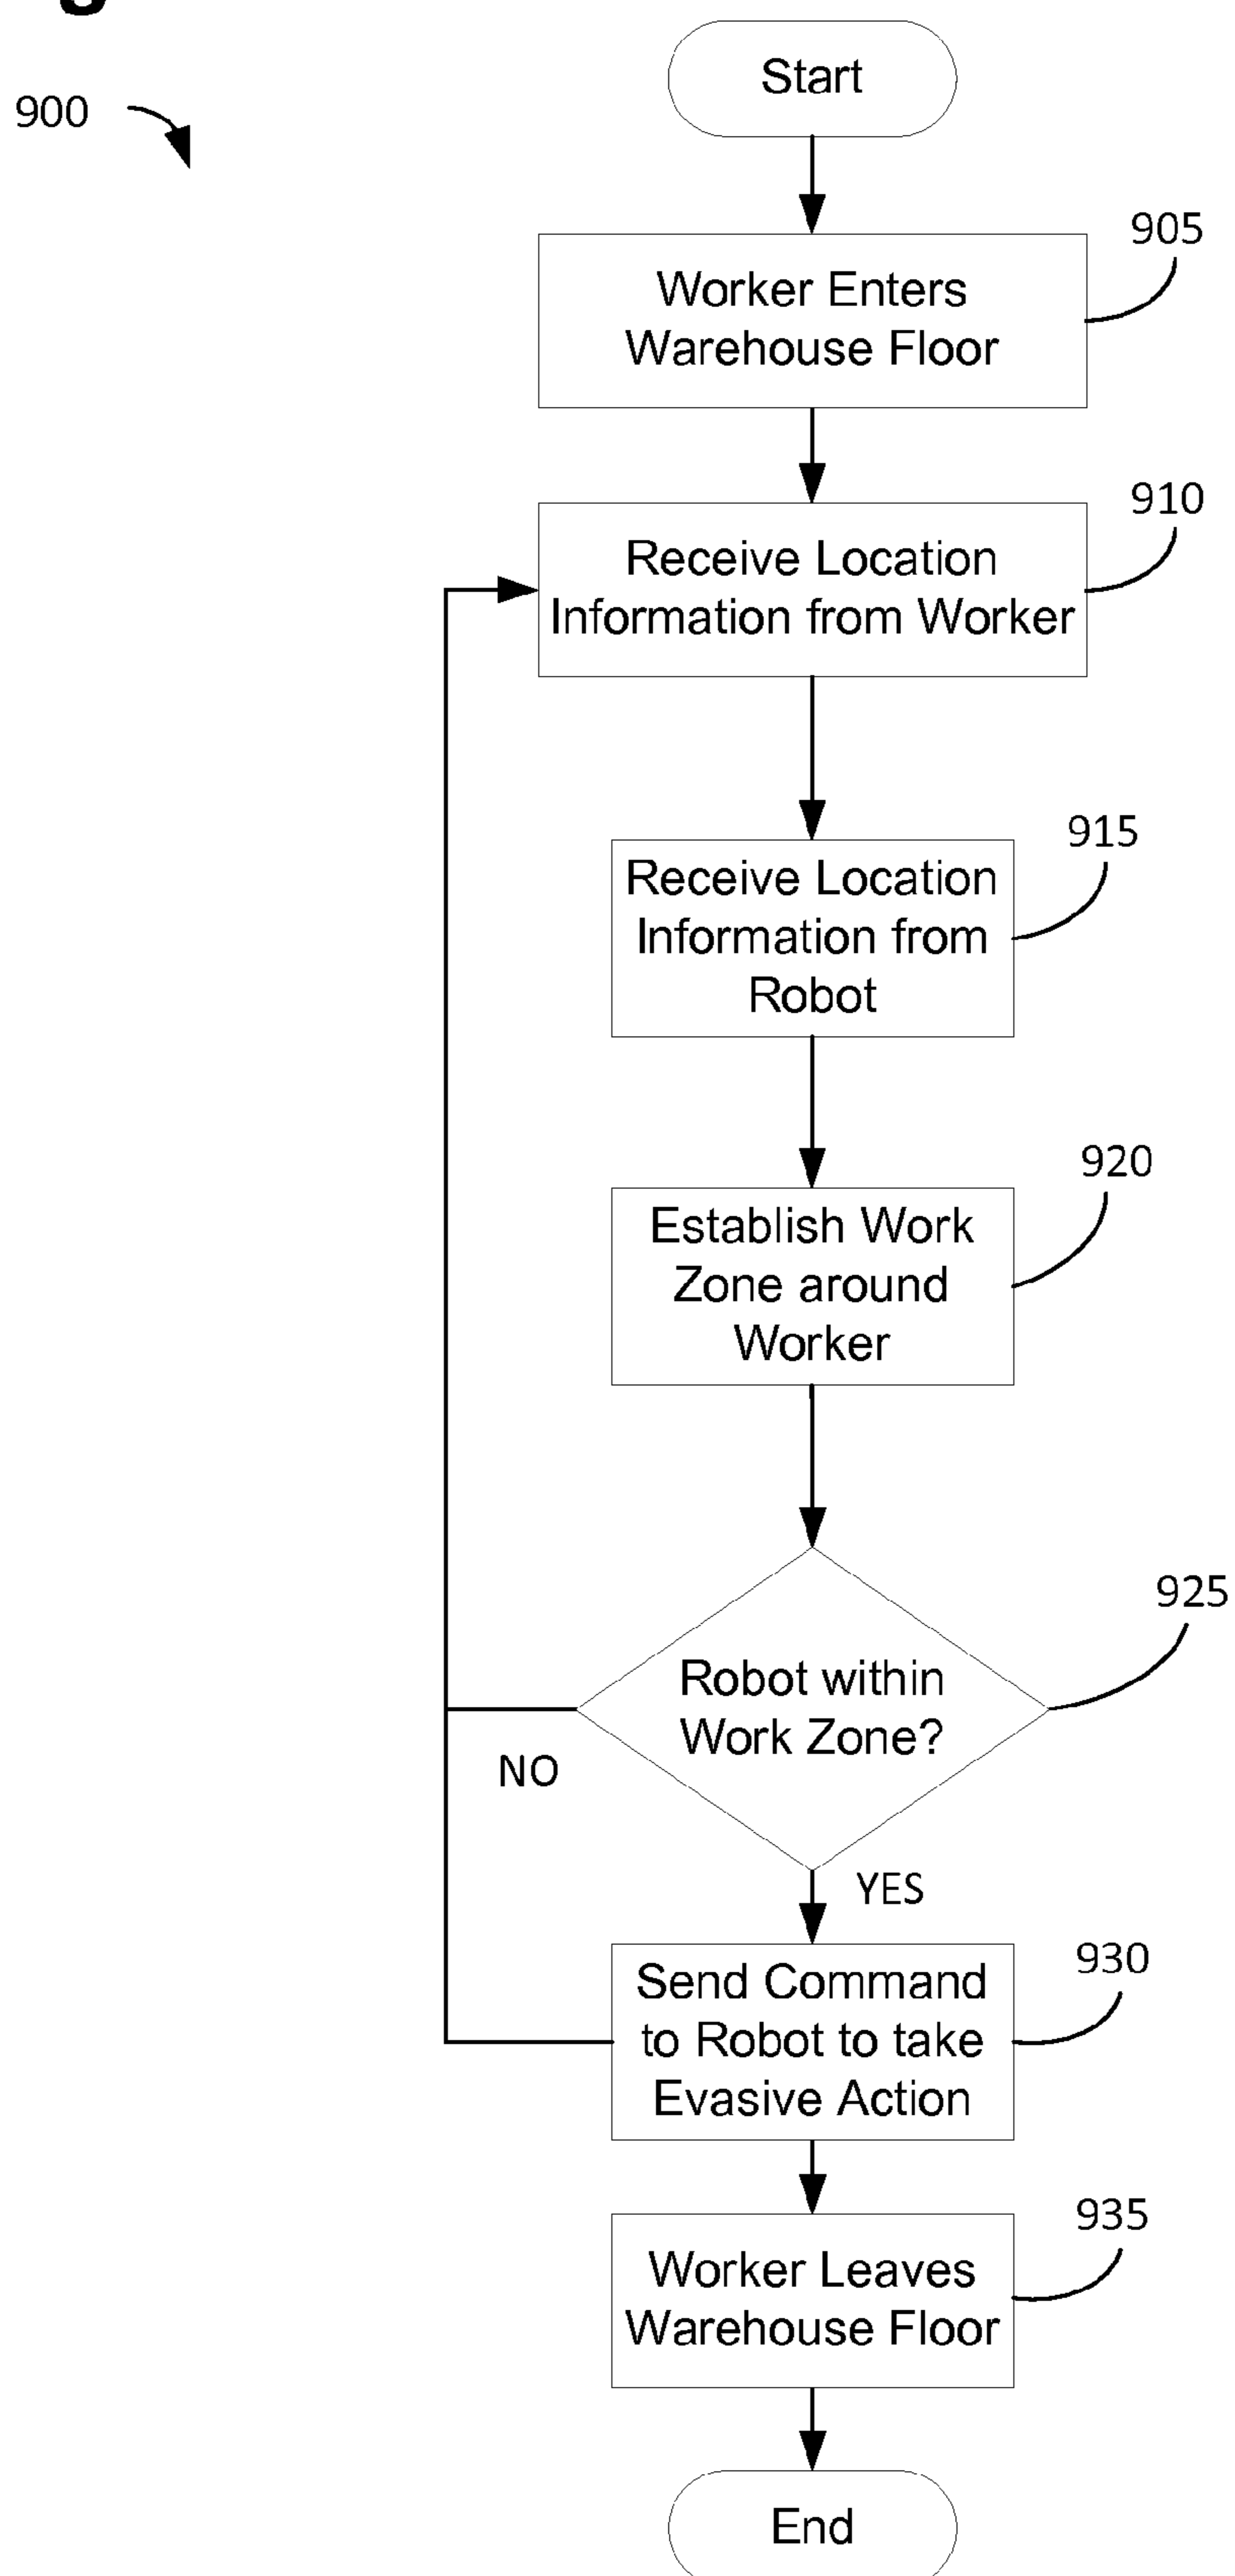 900
Start
905
Worker Enters
Warehouse Floor
910
Receive Location
Information from Worker
915
Receive Location
Information from
Robot
920
Establish Work
Zone around
Worker
925
Robot within
Work Zone?
NO
YES
930
Send Command
to Robot to take
Evasive Action
935
Worker Leaves
Warehouse Floor
End